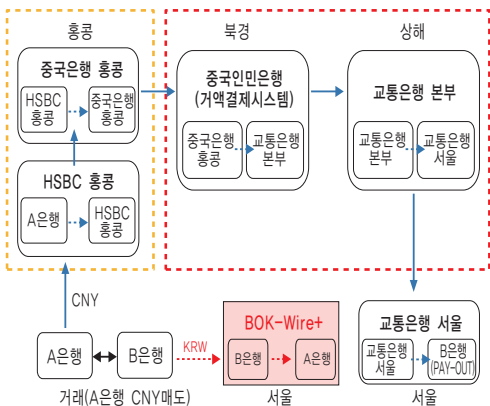 홍콩
북경
상해
중국은행 홍콩
HSBC
홍콩
중국은행
홍콩
HSBC 홍콩
A은행
HSBC
홍콩
중국인민은행
(거액결제시스템)
중국은행
홍콩
교통은행
본부
교통은행 본부
교통은행
본부
교통은행
서울
CNY
A은행
B은행
KRW
BOK-Wire+
B은행
A은행
교통은행 서울
교통은행
서울
B은행
(PAY-OUT)
거래(A은행 CNY매도)
서울
서울